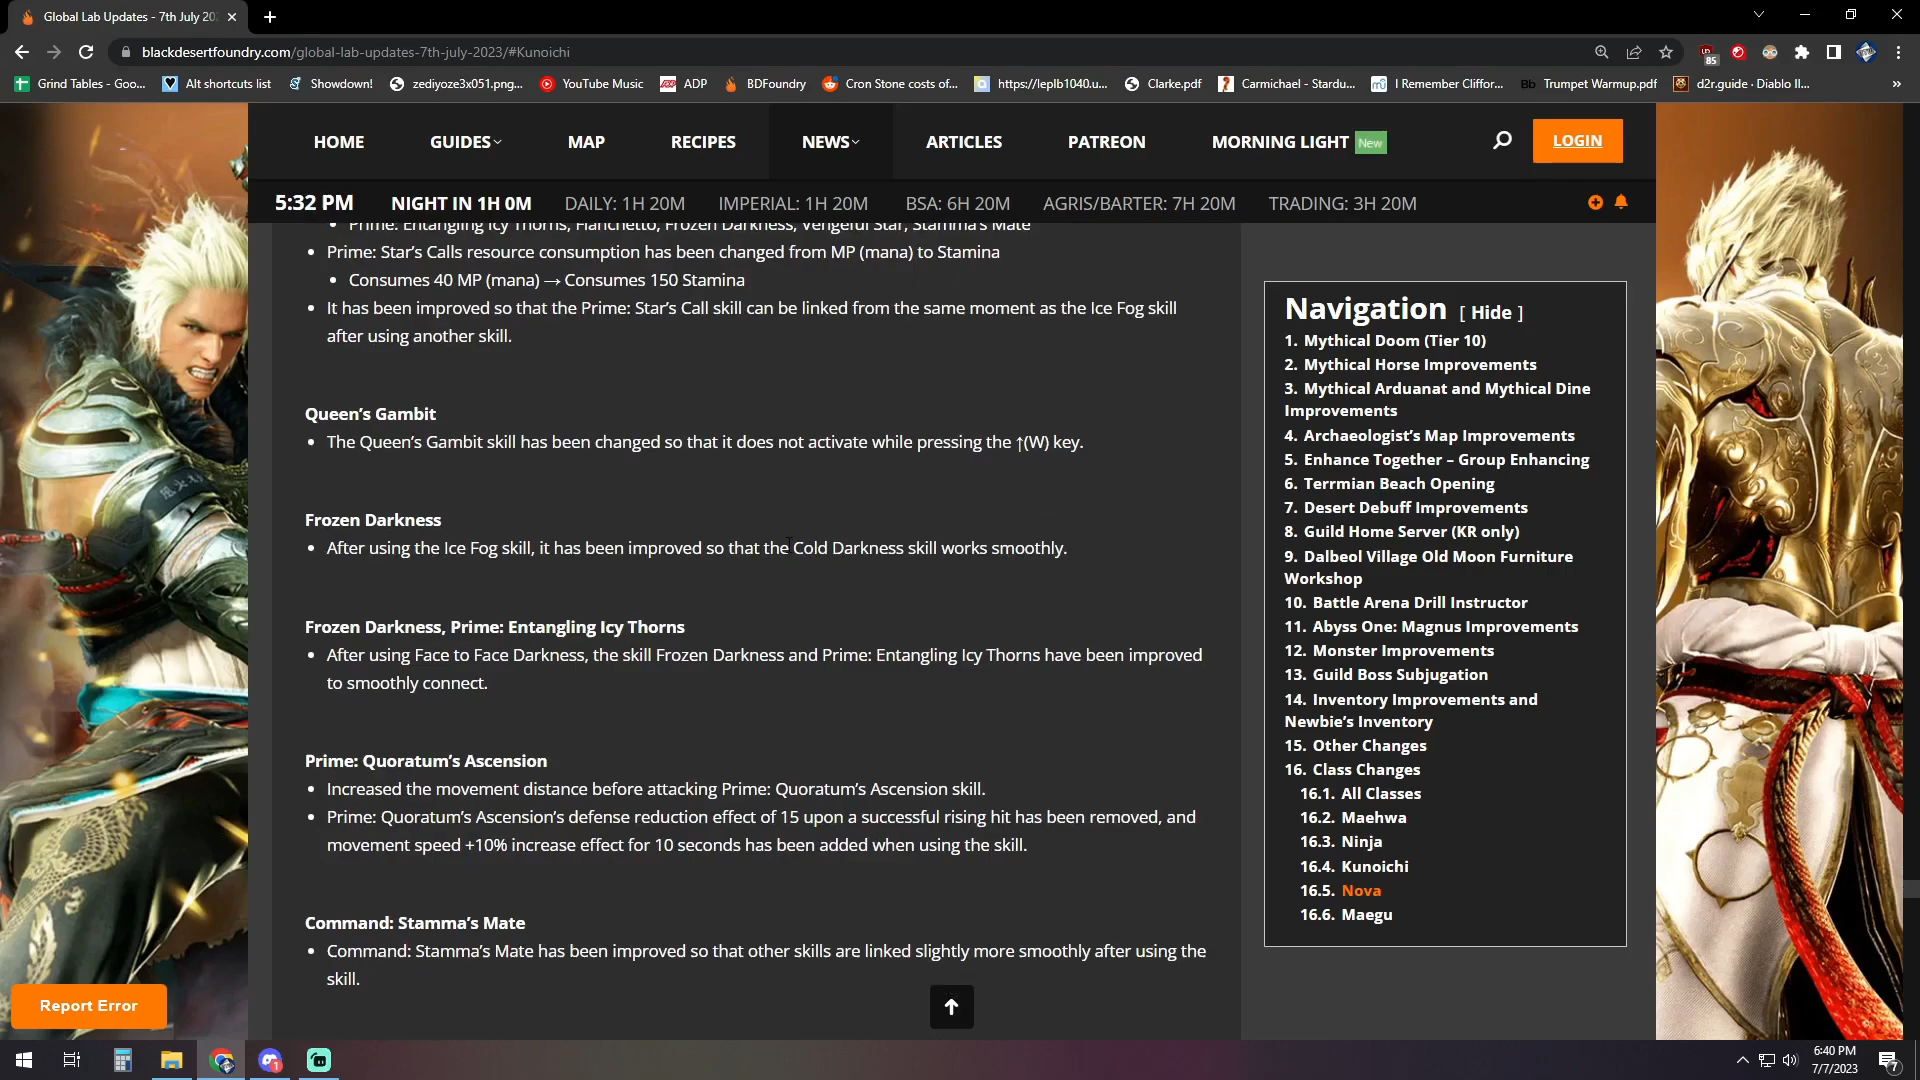 Global Lab Updates - 7th July 202
blackdesertfoundry.com/global-lab-updates-7th-july-2023/#Kunoichi
85
Grind Tables - Goo...
Alt shortcuts list
Showdown!
zediyoze3x051.png...
YouTube Music
ADP
BDFoundry
Cron Stone costs of...
https://leplb1040.u...
Clarke.pdf
Carmichael - Stardu...
I Remember Cliffor...
Bb
Trumpet Warmup.pdf
d2r.guide · Diablo II...
»
HOME
GUIDES
MAP
RECIPES
NEWS
ARTICLES
PATREON
MORNING LIGHT New
LOGIN
5:32 PM
NIGHT IN 1H 0M
DAILY: 1H 20M
IMPERIAL: 1H 20M
BSA: 6H 20M
AGRIS/BARTER: 7H 20M
TRADING: 3H 20M
Prime: Entangling Icy Thorns, Fianchetto, Frozen Darkness, Vengeful Star, Stamma's Mate
Prime: Star's Calls resource consumption has been changed from MP (mana) to Stamina
Consumes 40 MP (mana) → Consumes 150 Stamina
It has been improved so that the Prime: Star's Call skill can be linked from the same moment as the Ice Fog skill
after using another skill.
Queen's Gambit
The Queen's Gambit skill has been changed so that it does not activate while pressing the ↑(W) key.
Frozen Darkness
After using the Ice Fog skill, it has been improved so that the Cold Darkness skill works smoothly.
Frozen Darkness, Prime: Entangling Icy Thorns
After using Face to Face Darkness, the skill Frozen Darkness and Prime: Entangling Icy Thorns have been improved
to smoothly connect.
Prime: Quoratum's Ascension
Increased the movement distance before attacking Prime: Quoratum's Ascension skill.
Prime: Quoratum's Ascension's defense reduction effect of 15 upon a successful rising hit has been removed, and
movement speed +10% increase effect for 10 seconds has been added when using the skill.
Command: Stamma's Mate
Command: Stamma's Mate has been improved so that other skills are linked slightly more smoothly after using the
skill.
Navigation [ Hide ]
1. Mythical Doom (Tier 10)
2. Mythical Horse Improvements
3. Mythical Arduanat and Mythical Dine
Improvements
4. Archaeologist's Map Improvements
5. Enhance Together – Group Enhancing
6. Terrmian Beach Opening
7. Desert Debuff Improvements
8. Guild Home Server (KR only)
9. Dalbeol Village Old Moon Furniture
Workshop
10. Battle Arena Drill Instructor
11. Abyss One: Magnus Improvements
12. Monster Improvements
13. Guild Boss Subjugation
14. Inventory Improvements and
Newbie's Inventory
15. Other Changes
16. Class Changes
16.1. All Classes
16.2. Maehwa
16.3. Ninja
16.4. Kunoichi
16.5. Nova
16.6. Maegu
Report Error
1
6:40 PM
7/7/2023
7